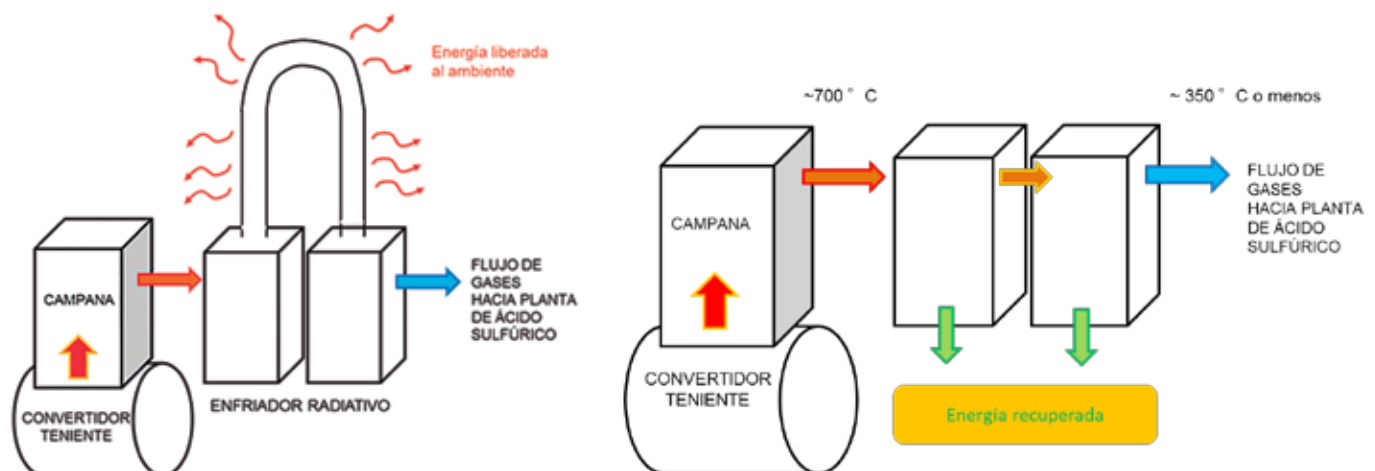 Energía liberada
al ambiente
CAMPANA
FLUJO DE
GASES
HACIA PLANTA
DE ÁCIDO
SULFÚRICO
ENFRIADOR RADIATIVO
CONVERTIDOR
TENIENTE
~700° C
~ 350° C o menos
CAMPANA
FLUJO DE
GASES
HACIA PLANTA
DE ÁCIDO
SULFÚRICO
CONVERTIDOR
TENIENTE
Energía recuperada